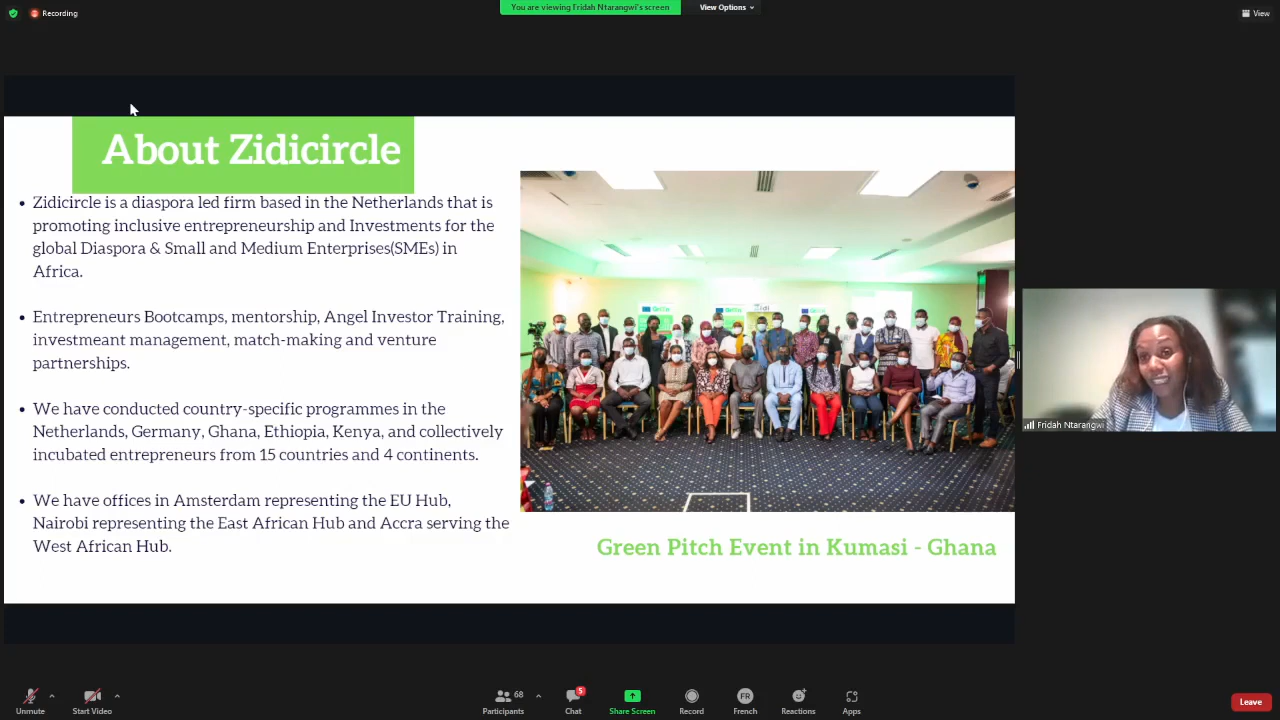 Recording
You are viewing Fridah Ntarangwi's screen
View Options
View
About Zidicircle
• Zidicircle is a diaspora led firm based in the Netherlands that is
promoting inclusive entrepreneurship and Investments for the
global Diaspora & Small and Medium Enterprises(SMEs) in
Africa.
• Entrepreneurs Bootcamps, mentorship, Angel Investor Training,
investmeant management, match-making and venture
partnerships.
• We have conducted country-specific programmes in the
Netherlands, Germany, Ghana, Ethiopia, Kenya, and collectively
incubated entrepreneurs from 15 countries and 4 continents.
• We have offices in Amsterdam representing the EU Hub,
Nairobi representing the East African Hub and Accra serving the
West African Hub.
Green Pitch Event in Kumasi - Ghana
Fridah Ntarangwi
Unmute
Start Video
68
Participants
5
Chat
Share Screen
Record
FR
French
Reactions
Apps
Leave